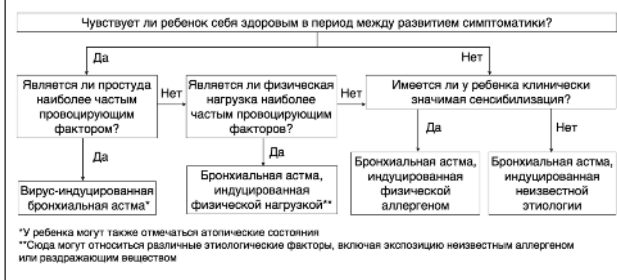 Чувствует ли ребенок себя здоровым в период между развитием симптоматики?
Да
Нет
Является ли простуда
наиболее частым
провоцирующим
фактором?
Нет
Является ли физическая
нагрузка наиболее
частым провоцирующим
факторов?
Нет
Имеется ли у ребенка клинически
значимая сенсибилизация?
Да
Да
Да
Нет
Вирус-индуцированная
бронхиальная астма*
Бронхиальная астма,
индуцированная
физической нагрузкой**
Бронхиальная астма,
индуцированная
физической
аллергеном
Бронхиальная астма,
индуцированная
неизвестной
этиологии
*У ребенка могут также отмечаться атопические состояния
**Сюда могут относиться различные этиологические факторы, включая экспозицию неизвестным аллергеном
или раздражающим веществом